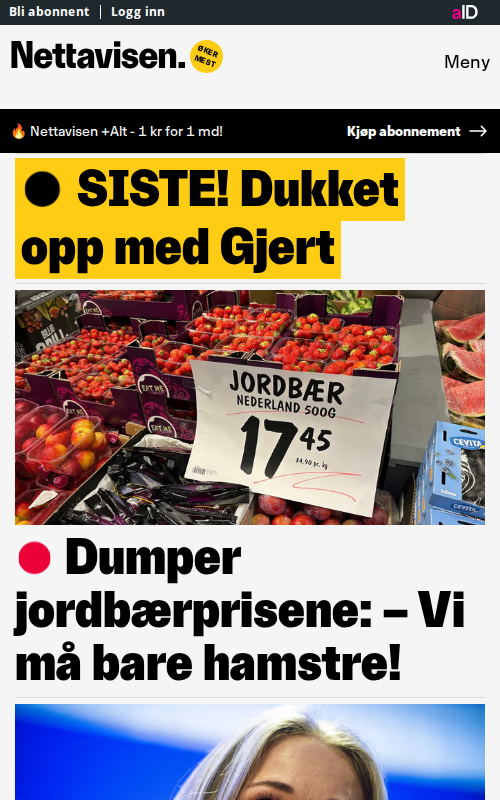 Bli abonnent | Logg inn
aID
Nettavisen.
ØKER
MEST
Meny
🔥 Nettavisen +Alt - 1 kr for 1 md!
Kjøp abonnement →
SISTE! Dukket
opp med Gjert
EAT ME
EAT ME
JORDBÆR
NEDERLAND 500G
17 45
34,90 pr. kg
CEVITA
Dumper
jordbærprisene: – Vi
må bare hamstre!